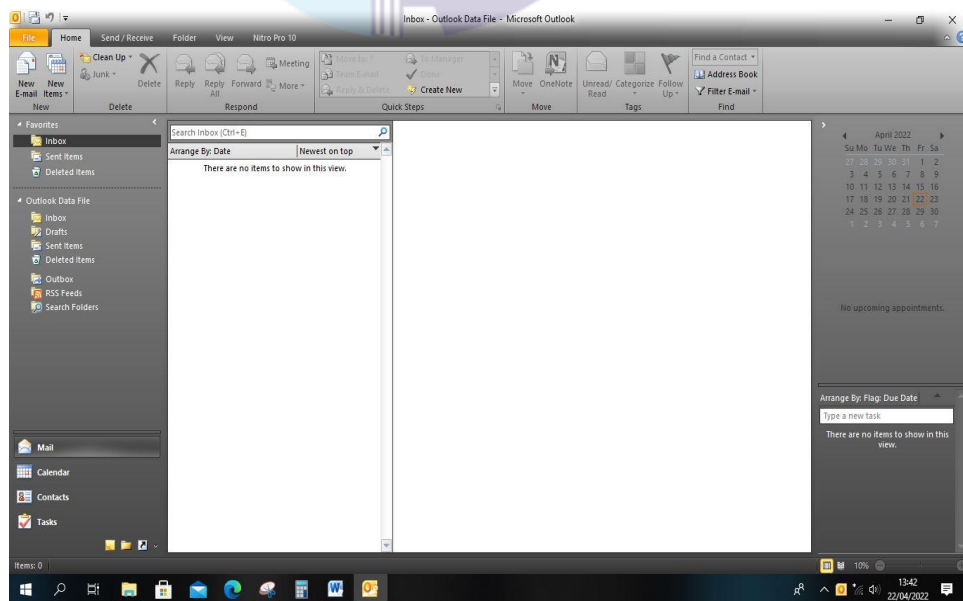 Inbox - Outlook Data File - Microsoft Outlook
File Home Send / Receive Folder View Nitro Pro 10
New E-mail
New Items
New
Clean Up
Junk
Delete
Delete
Reply
Reply All
Forward
Meeting
More
Respond
Move to: ?
Team E-mail
Reply & Delete
To Manager
Done
Create New
Quick Steps
Move
OneNote
Move
Unread/ Read
Categorize
Follow Up
Tags
Find a Contact
Address Book
Filter E-mail
Find
Favorites
Inbox
Sent Items
Deleted Items
Outlook Data File
Inbox
Drafts
Sent Items
Deleted Items
Outbox
RSS Feeds
Search Folders
Mail
Calendar
Contacts
Tasks
Search Inbox (Ctrl+E)
Arrange By: Date Newest on top
There are no items to show in this view.
April 2022
Su Mo Tu We Th Fr Sa
27 28 29 30 31 1 2
3 4 5 6 7 8 9
10 11 12 13 14 15 16
17 18 19 20 21 22 23
24 25 26 27 28 29 30
1 2 3 4 5 6 7
No upcoming appointments.
Arrange By: Flag: Due Date
Type a new task
There are no items to show in this
view.
Items: 0
10%
13:42
22/04/2022